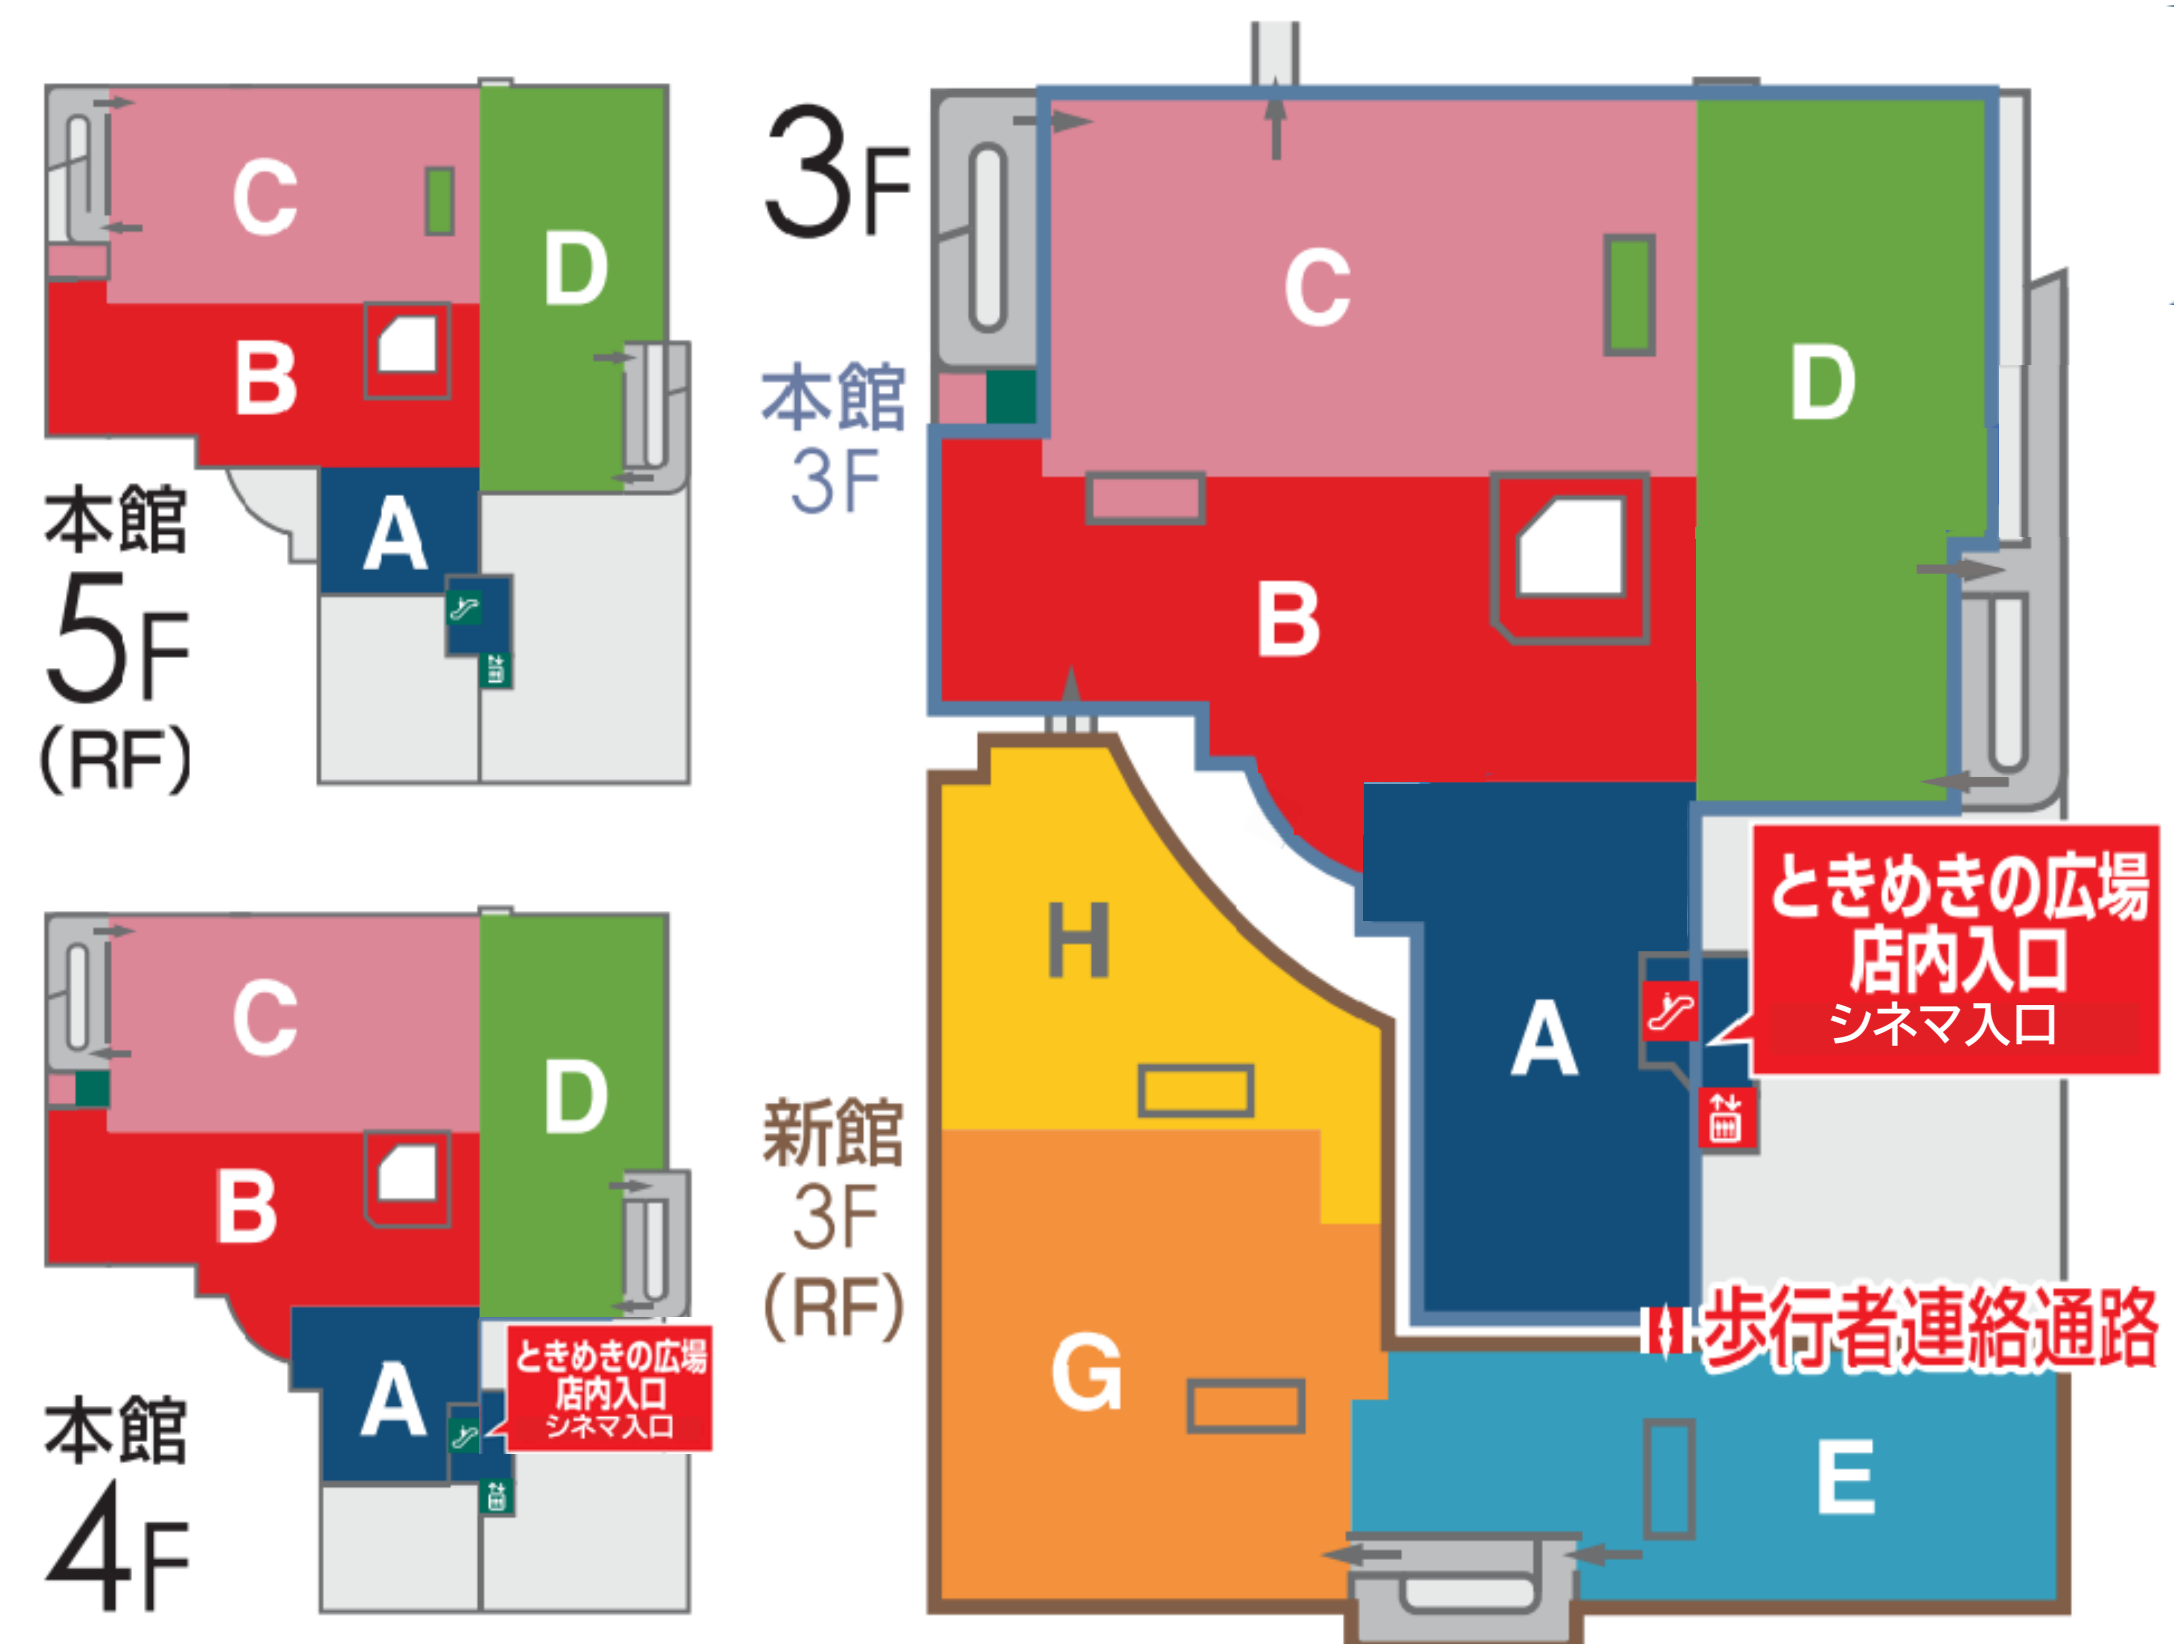 C
D
B
A
本館
5F
(RF)
C
D
B
A
本館
4F
ときめきの広場
店内入口
シネマ入口
3F
本館
3F
C
D
B
A
ときめきの広場
店内入口
シネマ入口
歩行者連絡通路
新館
3F
(RF)
H
G
E